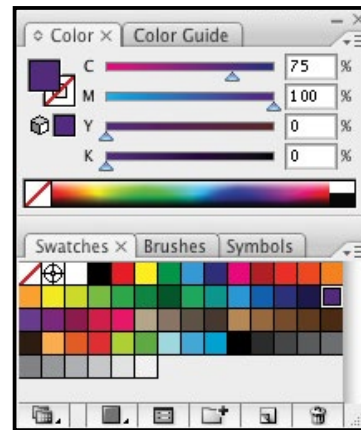 Color × Color Guide
C 75 %
M 100 %
Y 0 %
K 0 %
Swatches × Brushes Symbols